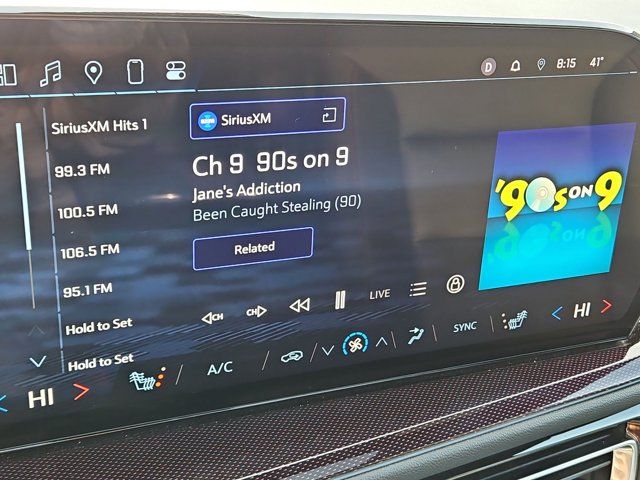 D 8:15 41°
SiriusXM Hits 1
99.3 FM
100.5 FM
106.5 FM
95.1 FM
Hold to Set
Hold to Set
SiriusXM
Ch 9 90s on 9
Jane's Addiction
Been Caught Stealing (90)
Related
'90s ON 9
CH CH LIVE
HI A/C SYNC HI